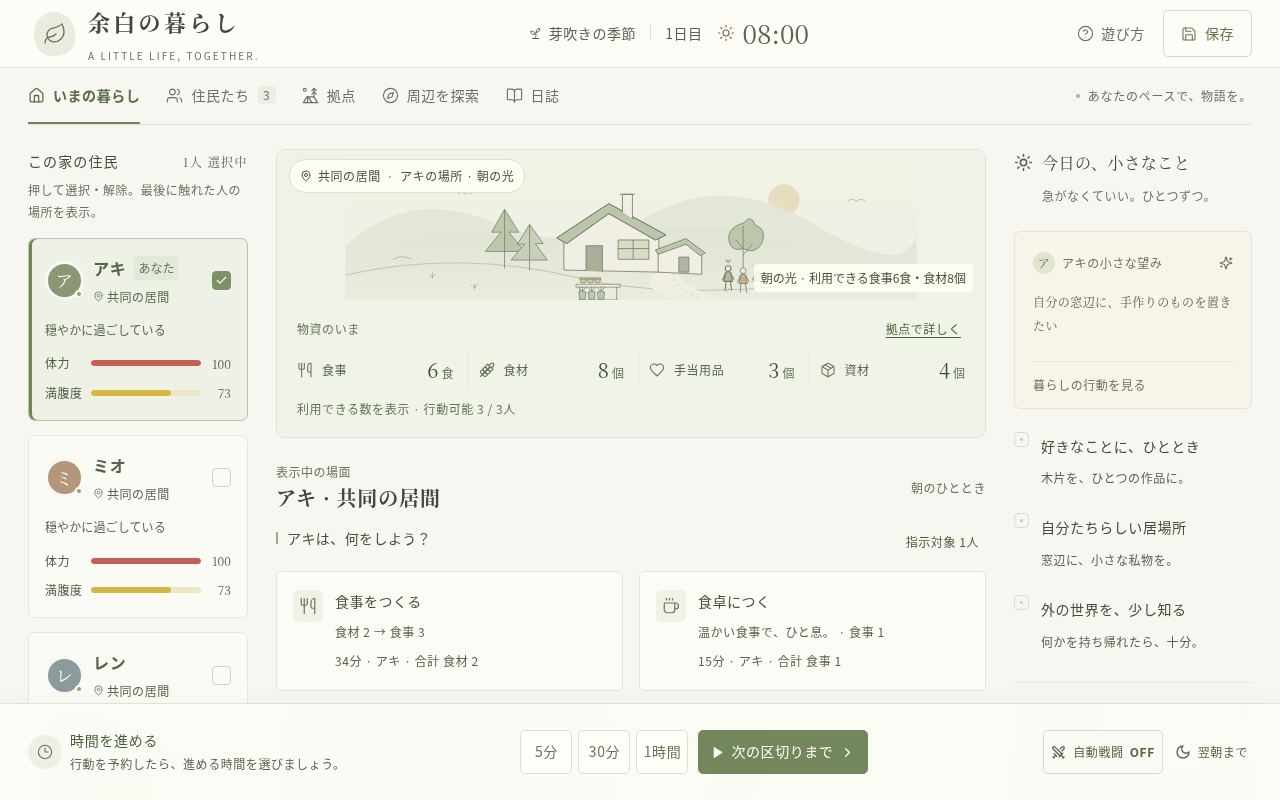 余白の暮らし
A LITTLE LIFE, TOGETHER.
芽吹きの季節
1日目
08:00
遊び方
保存
いまの暮らし
住民たち 3
拠点
周辺を探索
日誌
あなたのペースで、物語を。
この家の住民
1人 選択中
押して選択・解除。最後に触れた人の
場所を表示。
ア
アキ あなた
共同の居間
穏やかに過ごしている
体力 100
満腹度 73
ミ
ミオ
共同の居間
穏やかに過ごしている
体力 100
満腹度 73
レ
レン
共同の居間
共同の居間 · アキの場所 · 朝の光
朝の光 · 利用できる食事6食・食材8個
物資のいま
拠点で詳しく
食事 6 食
食材 8 個
手当用品 3 個
資材 4 個
利用できる数を表示 · 行動可能 3 / 3人
表示中の場面
アキ · 共同の居間
朝のひととき
アキは、何をしよう？
指示対象 1人
食事をつくる
食材 2 → 食事 3
34分 · アキ · 合計 食材 2
食卓につく
温かい食事で、ひと息。 · 食事 1
15分 · アキ · 合計 食事 1
今日の、小さなこと
急がなくていい。ひとつずつ。
ア アキの小さな望み
自分の窓辺に、手作りのものを置き
たい
暮らしの行動を見る
好きなことに、ひととき
木片を、ひとつの作品に。
自分たちらしい居場所
窓辺に、小さな私物を。
外の世界を、少し知る
何かを持ち帰れたら、十分。
時間を進める
行動を予約したら、進める時間を選びましょう。
5分
30分
1時間
次の区切りまで
自動戦闘 OFF
翌朝まで